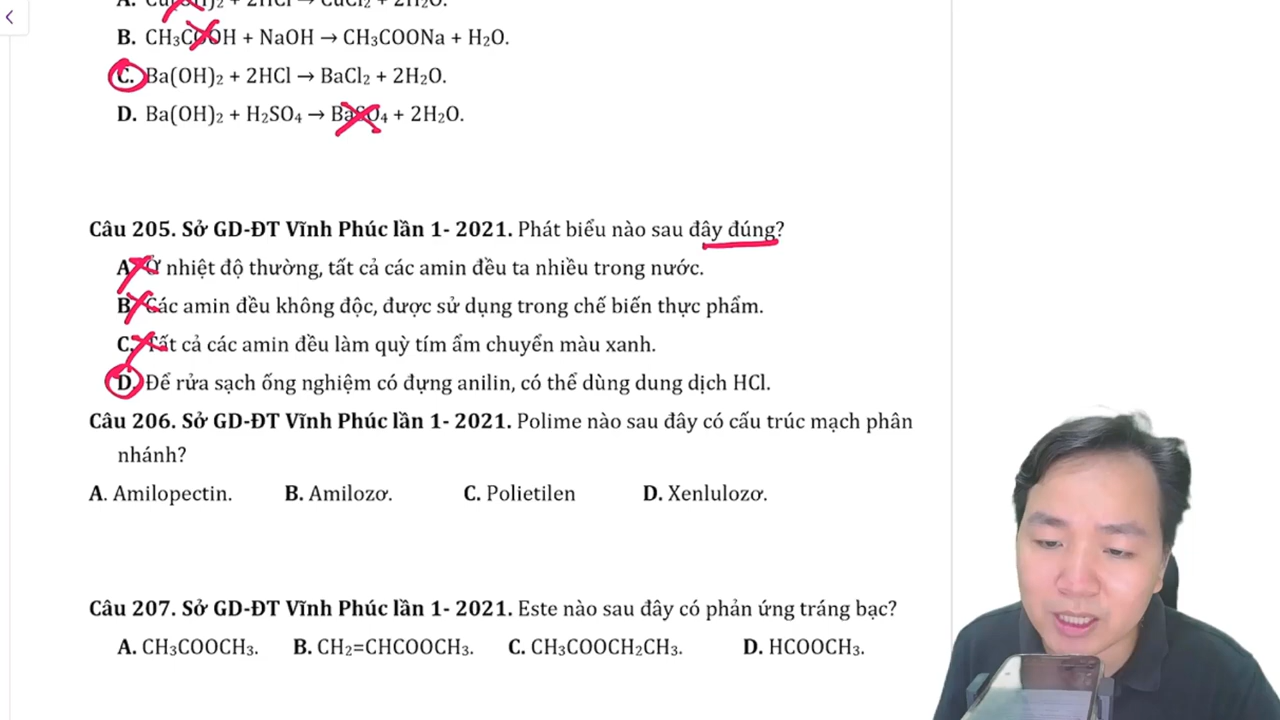 B. CH₃COOH + NaOH → CH₃COONa + H₂O.
C. Ba(OH)₂ + 2HCl → BaCl₂ + 2H₂O.
D. Ba(OH)₂ + H₂SO₄ → BaSO₄ + 2H₂O.
Câu 205. Sở GD-ĐT Vĩnh Phúc lần 1- 2021. Phát biểu nào sau đây đúng?
A. Ở nhiệt độ thường, tất cả các amin đều ta nhiều trong nước.
B. Các amin đều không độc, được sử dụng trong chế biến thực phẩm.
C. Tất cả các amin đều làm quỳ tím ẩm chuyển màu xanh.
D. Để rửa sạch ống nghiệm có đựng anilin, có thể dùng dung dịch HCl.
Câu 206. Sở GD-ĐT Vĩnh Phúc lần 1- 2021. Polime nào sau đây có cấu trúc mạch phân
nhánh?
A. Amilopectin. B. Amilozơ. C. Polietilen D. Xenlulozơ.
Câu 207. Sở GD-ĐT Vĩnh Phúc lần 1- 2021. Este nào sau đây có phản ứng tráng bạc?
A. CH₃COOCH₃. B. CH₂=CHCOOCH₃. C. CH₃COOCH₂CH₃. D. HCOOCH₃.